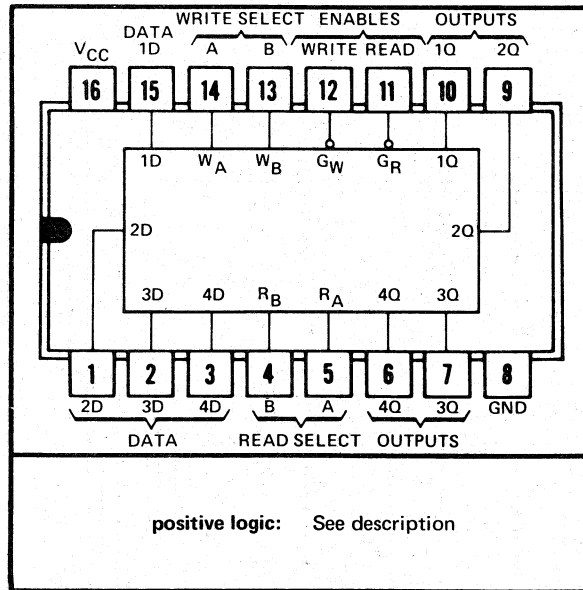 WRITE SELECT ENABLES OUTPUTS
DATA
VCC 1D A B WRITE READ 1Q 2Q
16 15 14 13 12 11 10 9
1D WA WB GW GR 1Q
2D 2Q
3D 4D RB RA 4Q 3Q
1 2 3 4 5 6 7 8
2D 3D 4D B A 4Q 3Q GND
DATA READ SELECT OUTPUTS
positive logic: See description